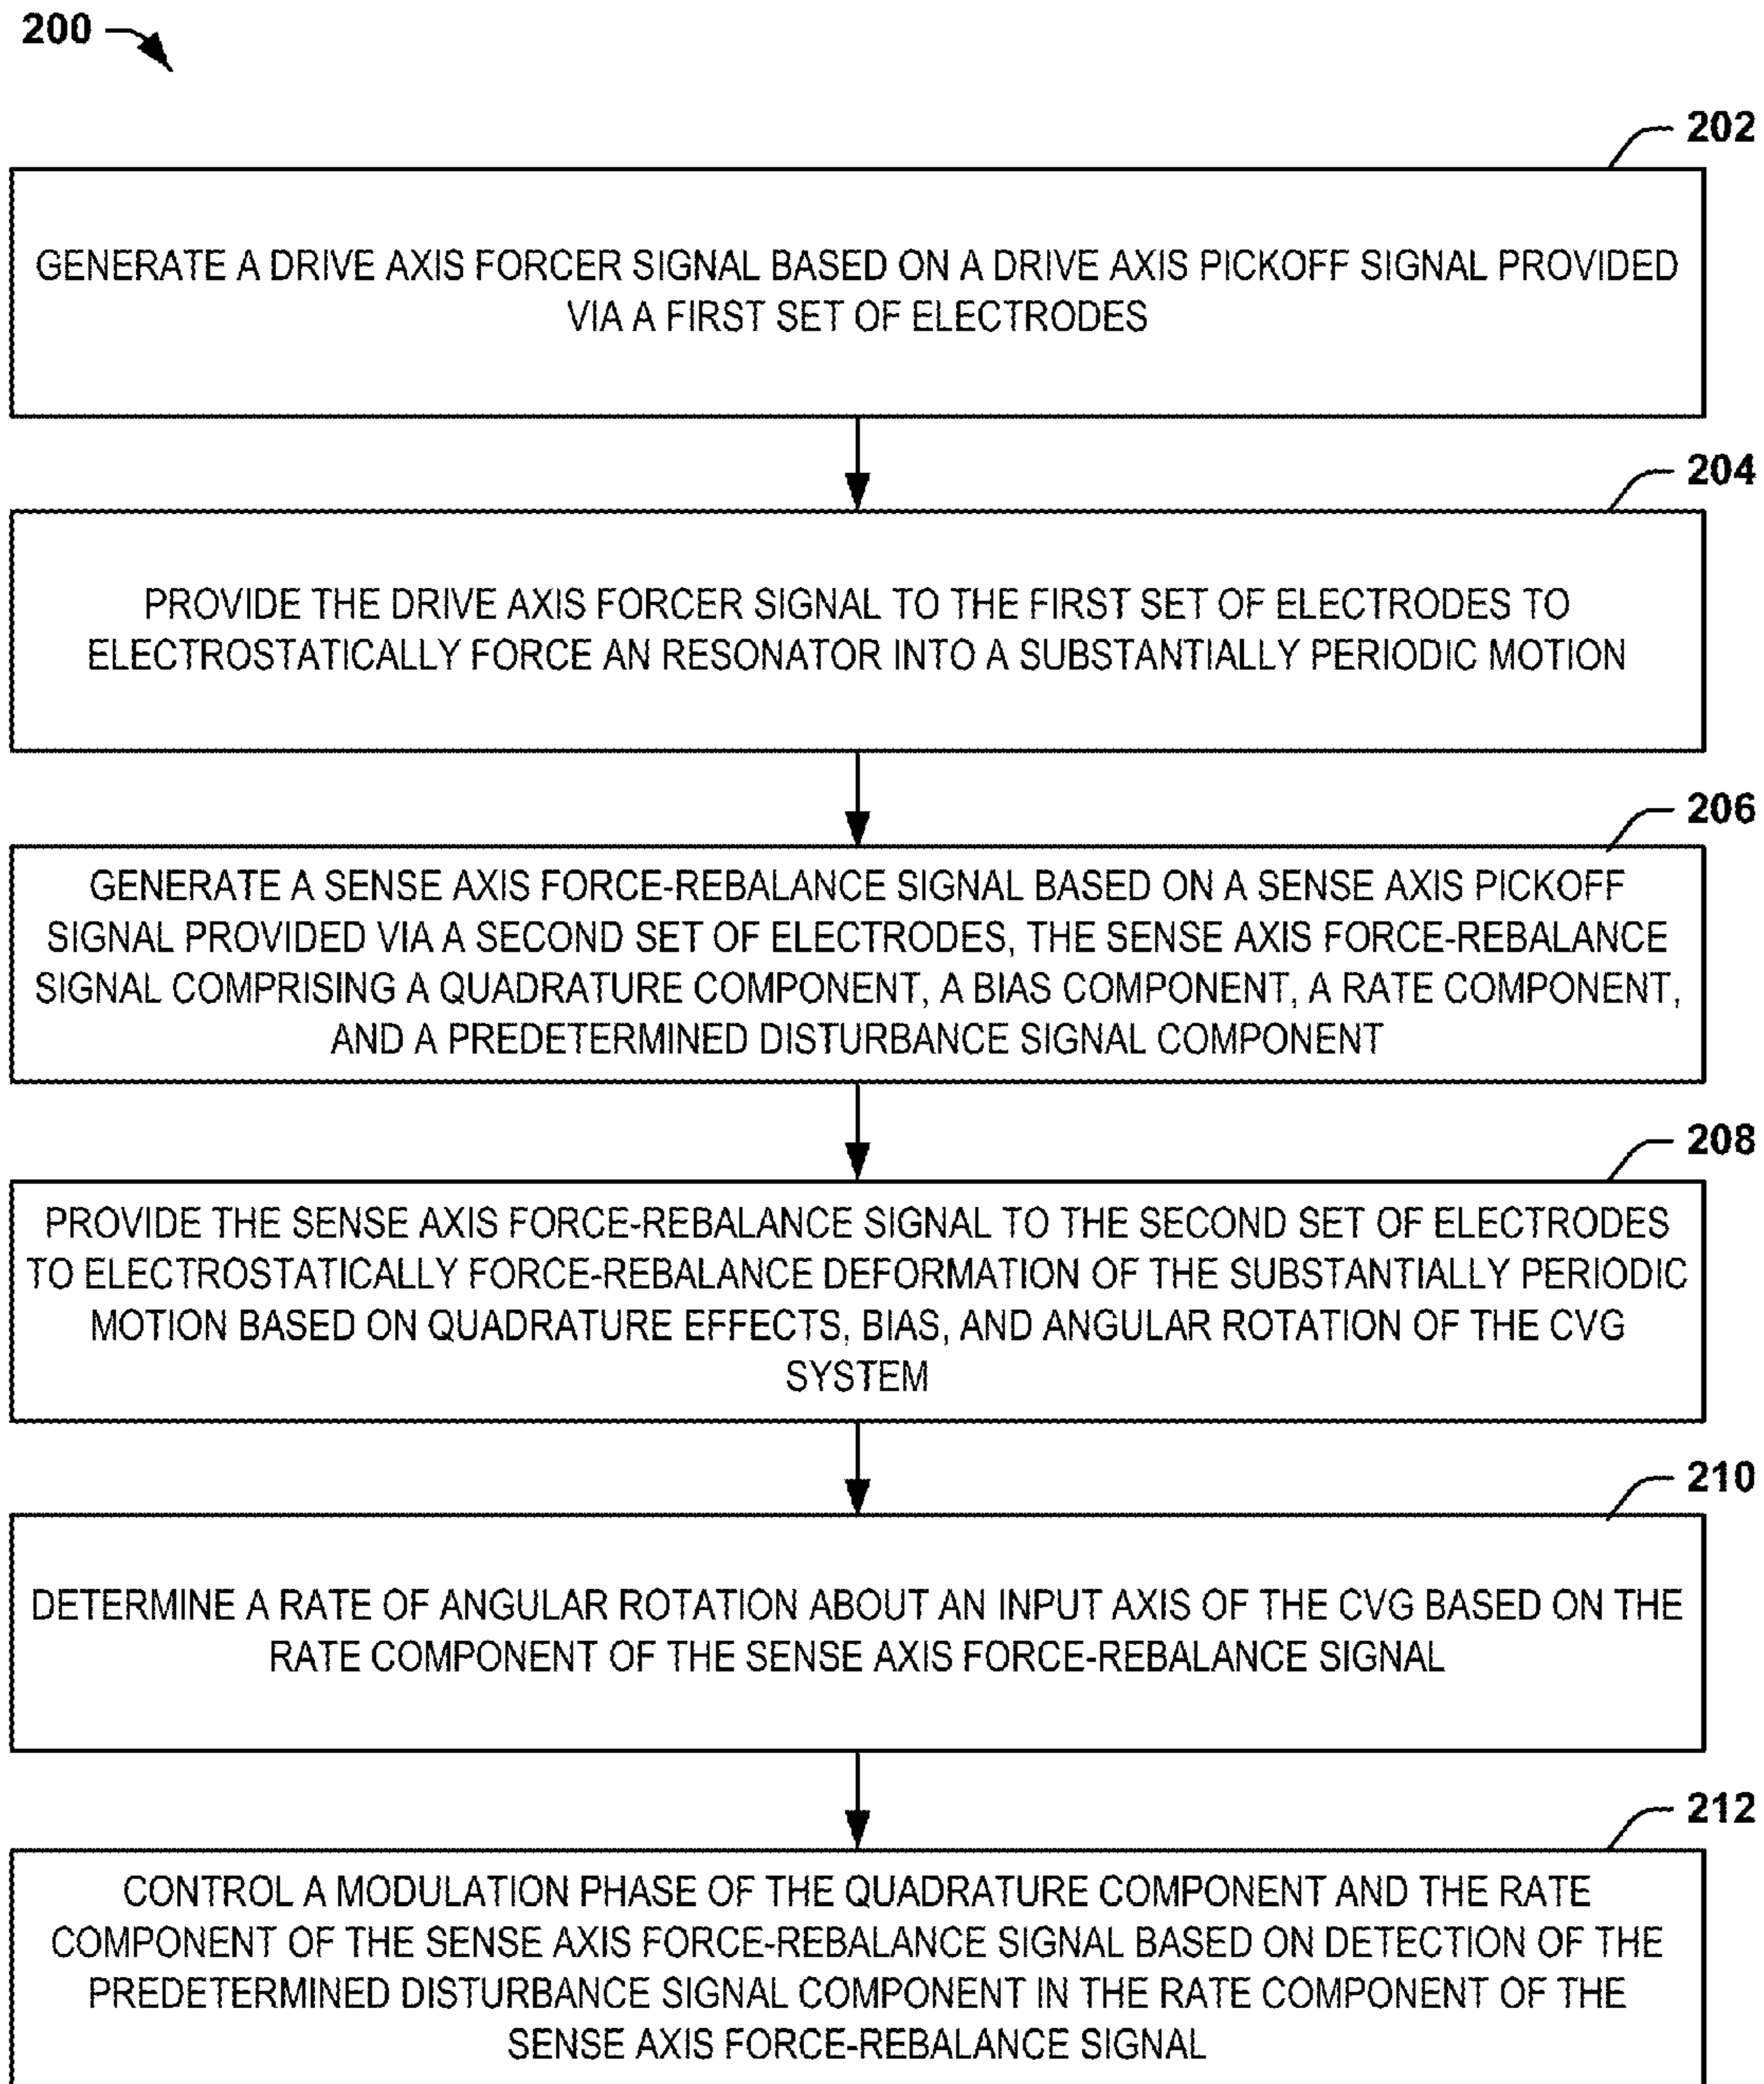 200
202
GENERATE A DRIVE AXIS FORCER SIGNAL BASED ON A DRIVE AXIS PICKOFF SIGNAL PROVIDED
VIA A FIRST SET OF ELECTRODES
204
PROVIDE THE DRIVE AXIS FORCER SIGNAL TO THE FIRST SET OF ELECTRODES TO
ELECTROSTATICALLY FORCE AN RESONATOR INTO A SUBSTANTIALLY PERIODIC MOTION
206
GENERATE A SENSE AXIS FORCE-REBALANCE SIGNAL BASED ON A SENSE AXIS PICKOFF
SIGNAL PROVIDED VIA A SECOND SET OF ELECTRODES, THE SENSE AXIS FORCE-REBALANCE
SIGNAL COMPRISING A QUADRATURE COMPONENT, A BIAS COMPONENT, A RATE COMPONENT,
AND A PREDETERMINED DISTURBANCE SIGNAL COMPONENT
208
PROVIDE THE SENSE AXIS FORCE-REBALANCE SIGNAL TO THE SECOND SET OF ELECTRODES
TO ELECTROSTATICALLY FORCE-REBALANCE DEFORMATION OF THE SUBSTANTIALLY PERIODIC
MOTION BASED ON QUADRATURE EFFECTS, BIAS, AND ANGULAR ROTATION OF THE CVG
SYSTEM
210
DETERMINE A RATE OF ANGULAR ROTATION ABOUT AN INPUT AXIS OF THE CVG BASED ON THE
RATE COMPONENT OF THE SENSE AXIS FORCE-REBALANCE SIGNAL
212
CONTROL A MODULATION PHASE OF THE QUADRATURE COMPONENT AND THE RATE
COMPONENT OF THE SENSE AXIS FORCE-REBALANCE SIGNAL BASED ON DETECTION OF THE
PREDETERMINED DISTURBANCE SIGNAL COMPONENT IN THE RATE COMPONENT OF THE
SENSE AXIS FORCE-REBALANCE SIGNAL